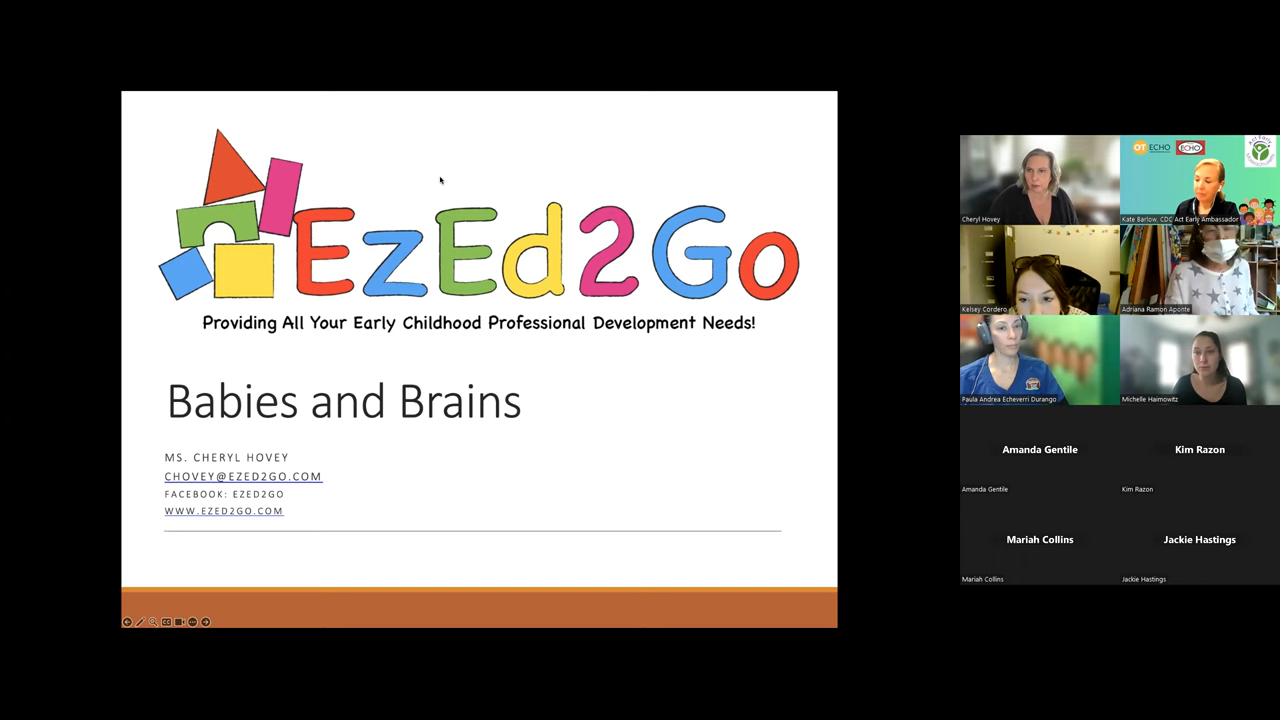 EzEd2Go
Providing All Your Early Childhood Professional Development Needs!
Babies and Brains
MS. CHERYL HOVEY
CHOVEY@EZED2GO.COM
FACEBOOK: EZED2GO
WWW.EZED2GO.COM
Cheryl Hovey
OT ECHO
ECHO
Act Early
Kate Barlow, CDC Act Early Ambassador
Kelsey Cordero
Adriana Ramon Aponte
Paula Andrea Echeverri Durango
Michelle Haimowitz
Amanda Gentile
Amanda Gentile
Kim Razon
Kim Razon
Mariah Collins
Mariah Collins
Jackie Hastings
Jackie Hastings